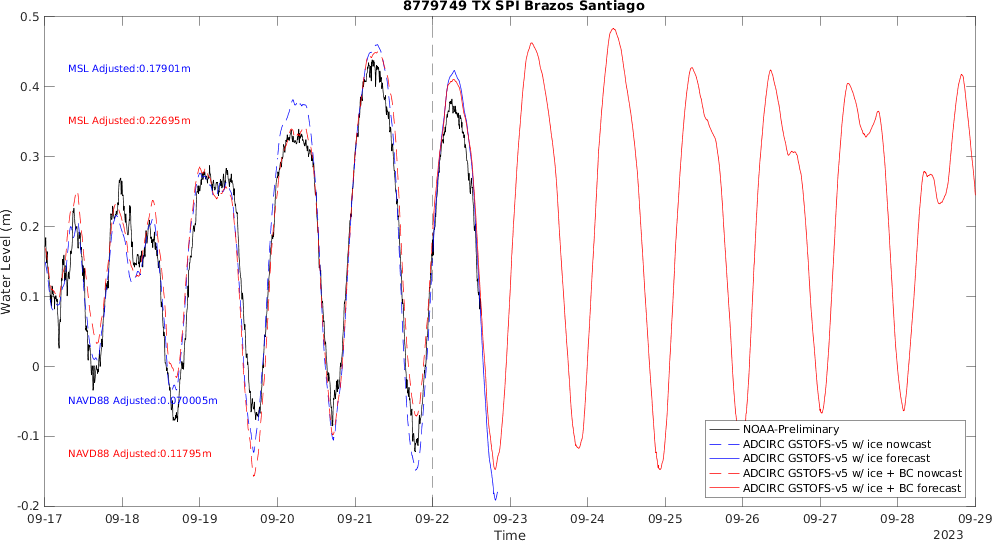 8779749 TX SPI Brazos Santiago
0.5
0.4
0.3
0.2
0.1
0
-0.1
-0.2
Water Level (m)
MSL Adjusted:0.17901m
MSL Adjusted:0.22695m
NAVD88 Adjusted:0.070005m
NAVD88 Adjusted:0.11795m
NOAA-Preliminary
ADCIRC GSTOFS-v5 w/ ice nowcast
ADCIRC GSTOFS-v5 w/ ice forecast
ADCIRC GSTOFS-v5 w/ ice + BC nowcast
ADCIRC GSTOFS-v5 w/ ice + BC forecast
09-17 09-18 09-19 09-20 09-21 09-22 09-23 09-24 09-25 09-26 09-27 09-28 09-29
Time
2023